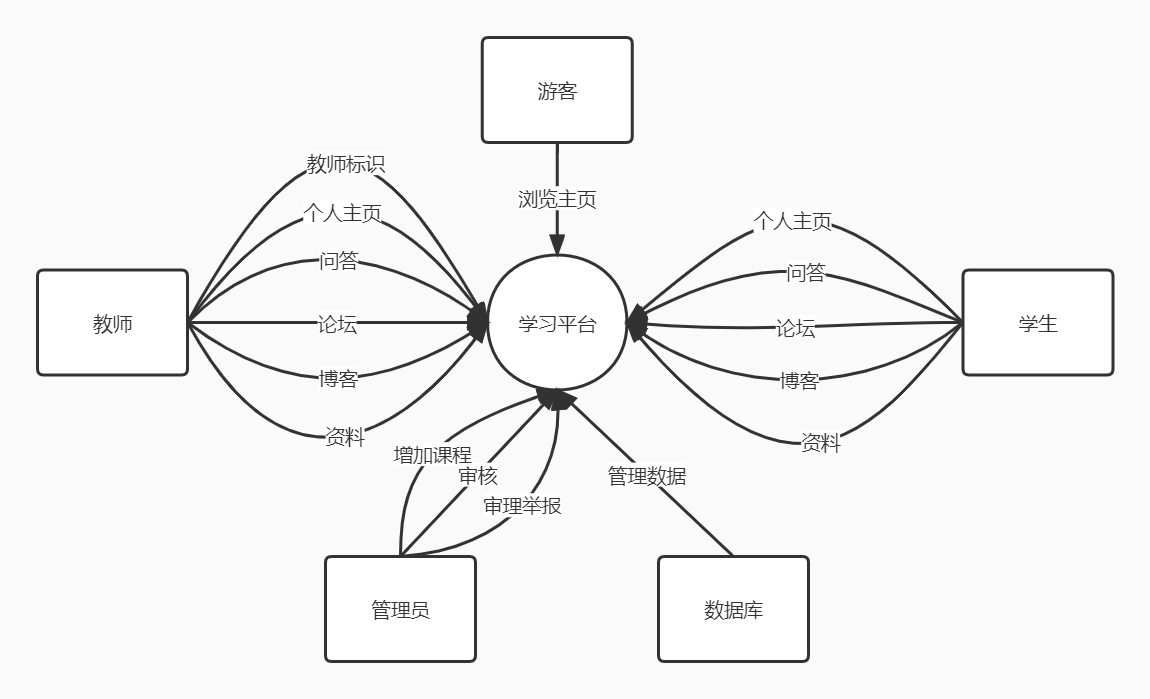 游客
教师标识
浏览主页
个人主页
个人主页
问答
问答
教师
论坛
学习平台
论坛
学生
博客
博客
资料
资料
增加课程
审核
管理数据
审理举报
管理员
数据库